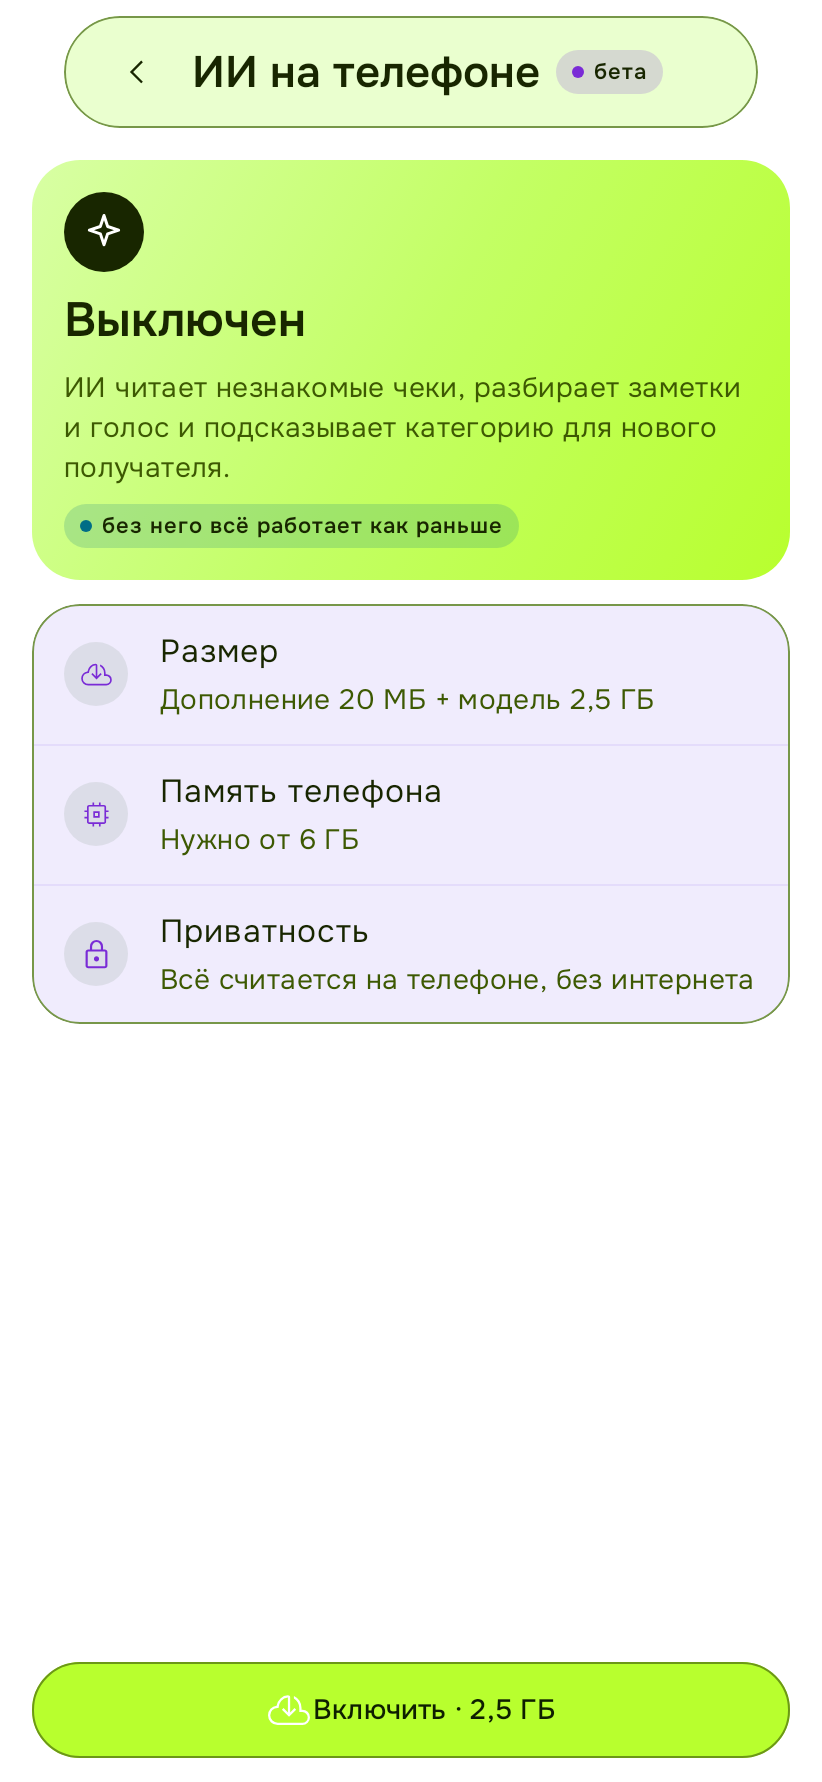 ИИ на телефоне
бета
Выключен
ИИ читает незнакомые чеки, разбирает заметки
и голос и подсказывает категорию для нового
получателя.
без него всё работает как раньше
Размер
Дополнение 20 МБ + модель 2,5 ГБ
Память телефона
Нужно от 6 ГБ
Приватность
Всё считается на телефоне, без интернета
Включить · 2,5 ГБ